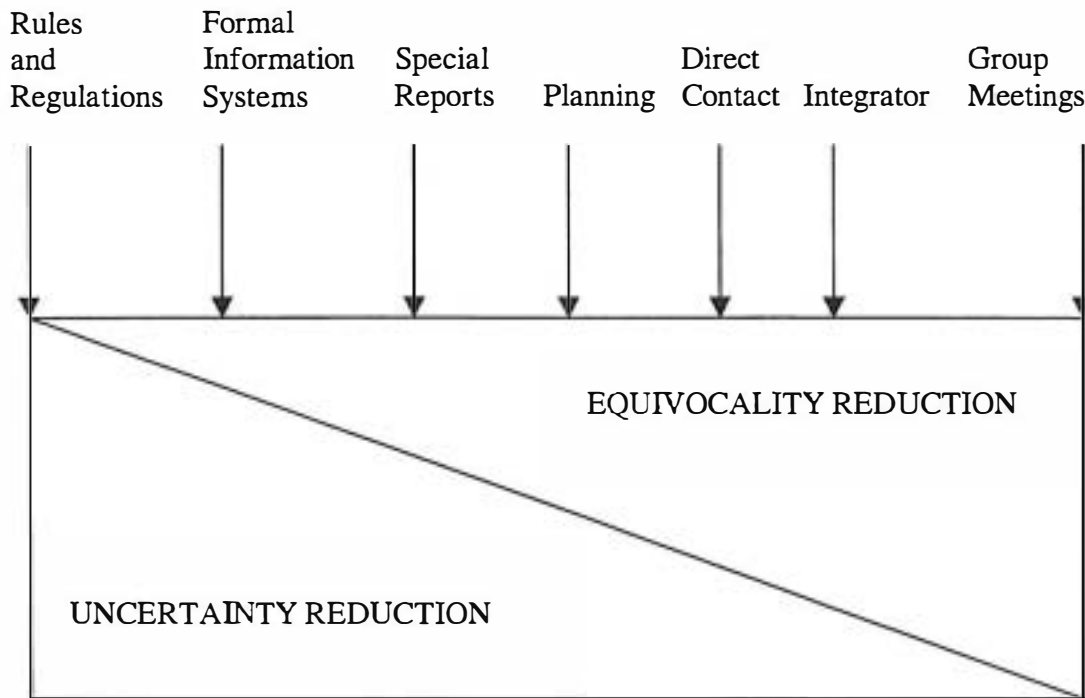 Rules
and
Regulations
Formal
Information
Systems
Special
Reports
Planning
Direct
Contact
Integrator
Group
Meetings
EQUIVOCALITY REDUCTION
UNCERTAINTY REDUCTION